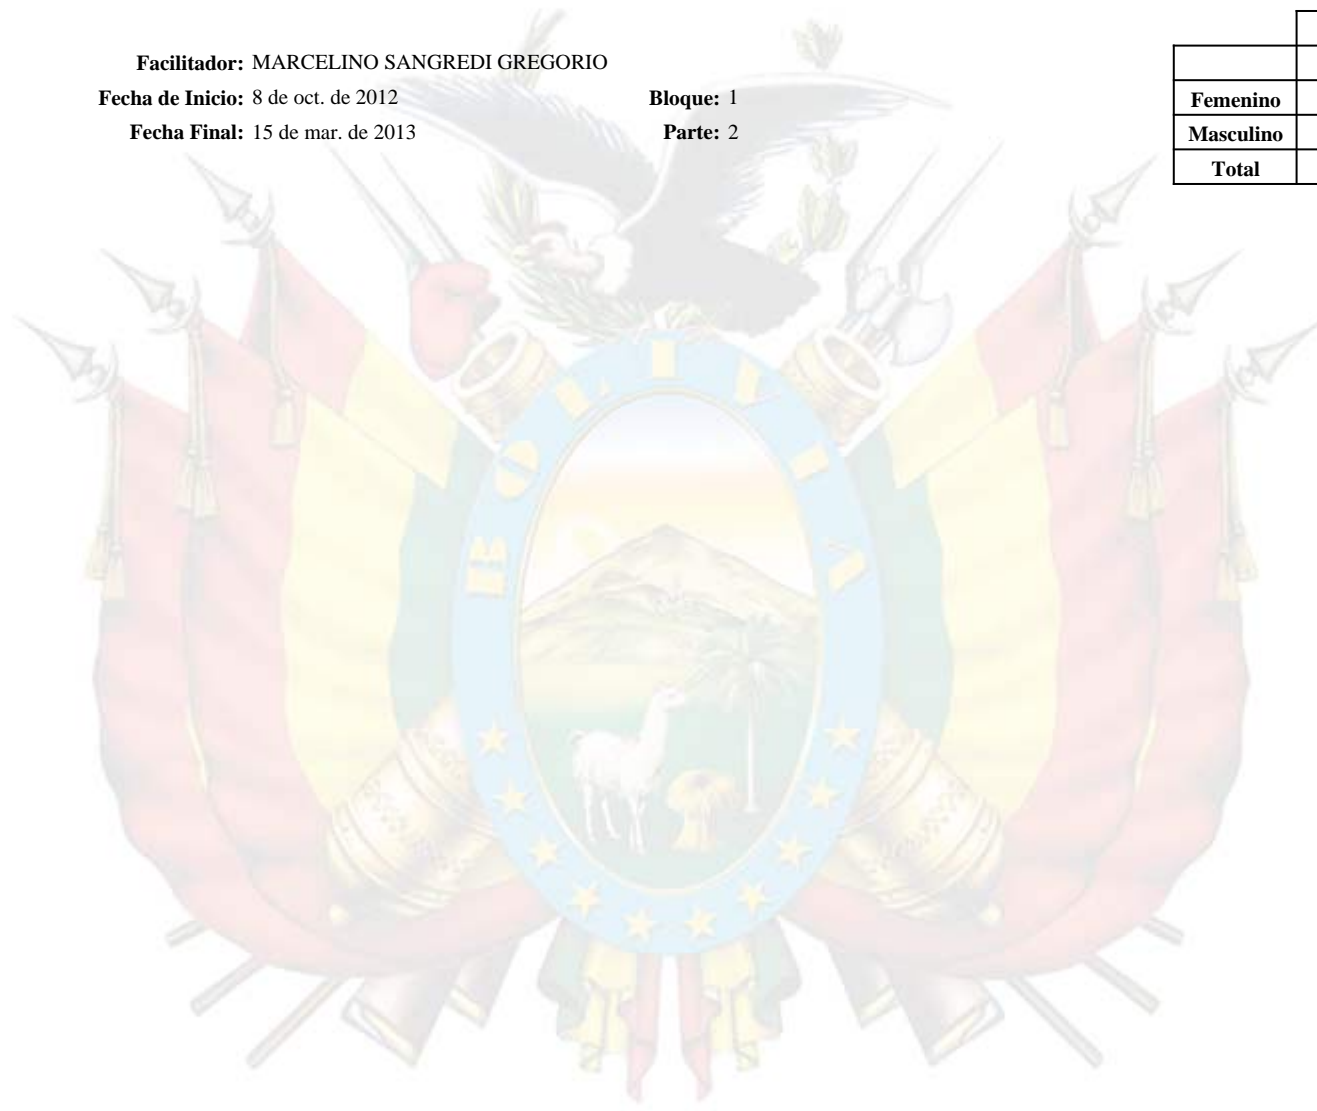 Facilitador: MARCELINO SANGREDI GREGORIO
Fecha de Inicio: 8 de oct. de 2012 Bloque: 1
Fecha Final: 15 de mar. de 2013 Parte: 2
Femenino
Masculino
Total
BOLIVIA